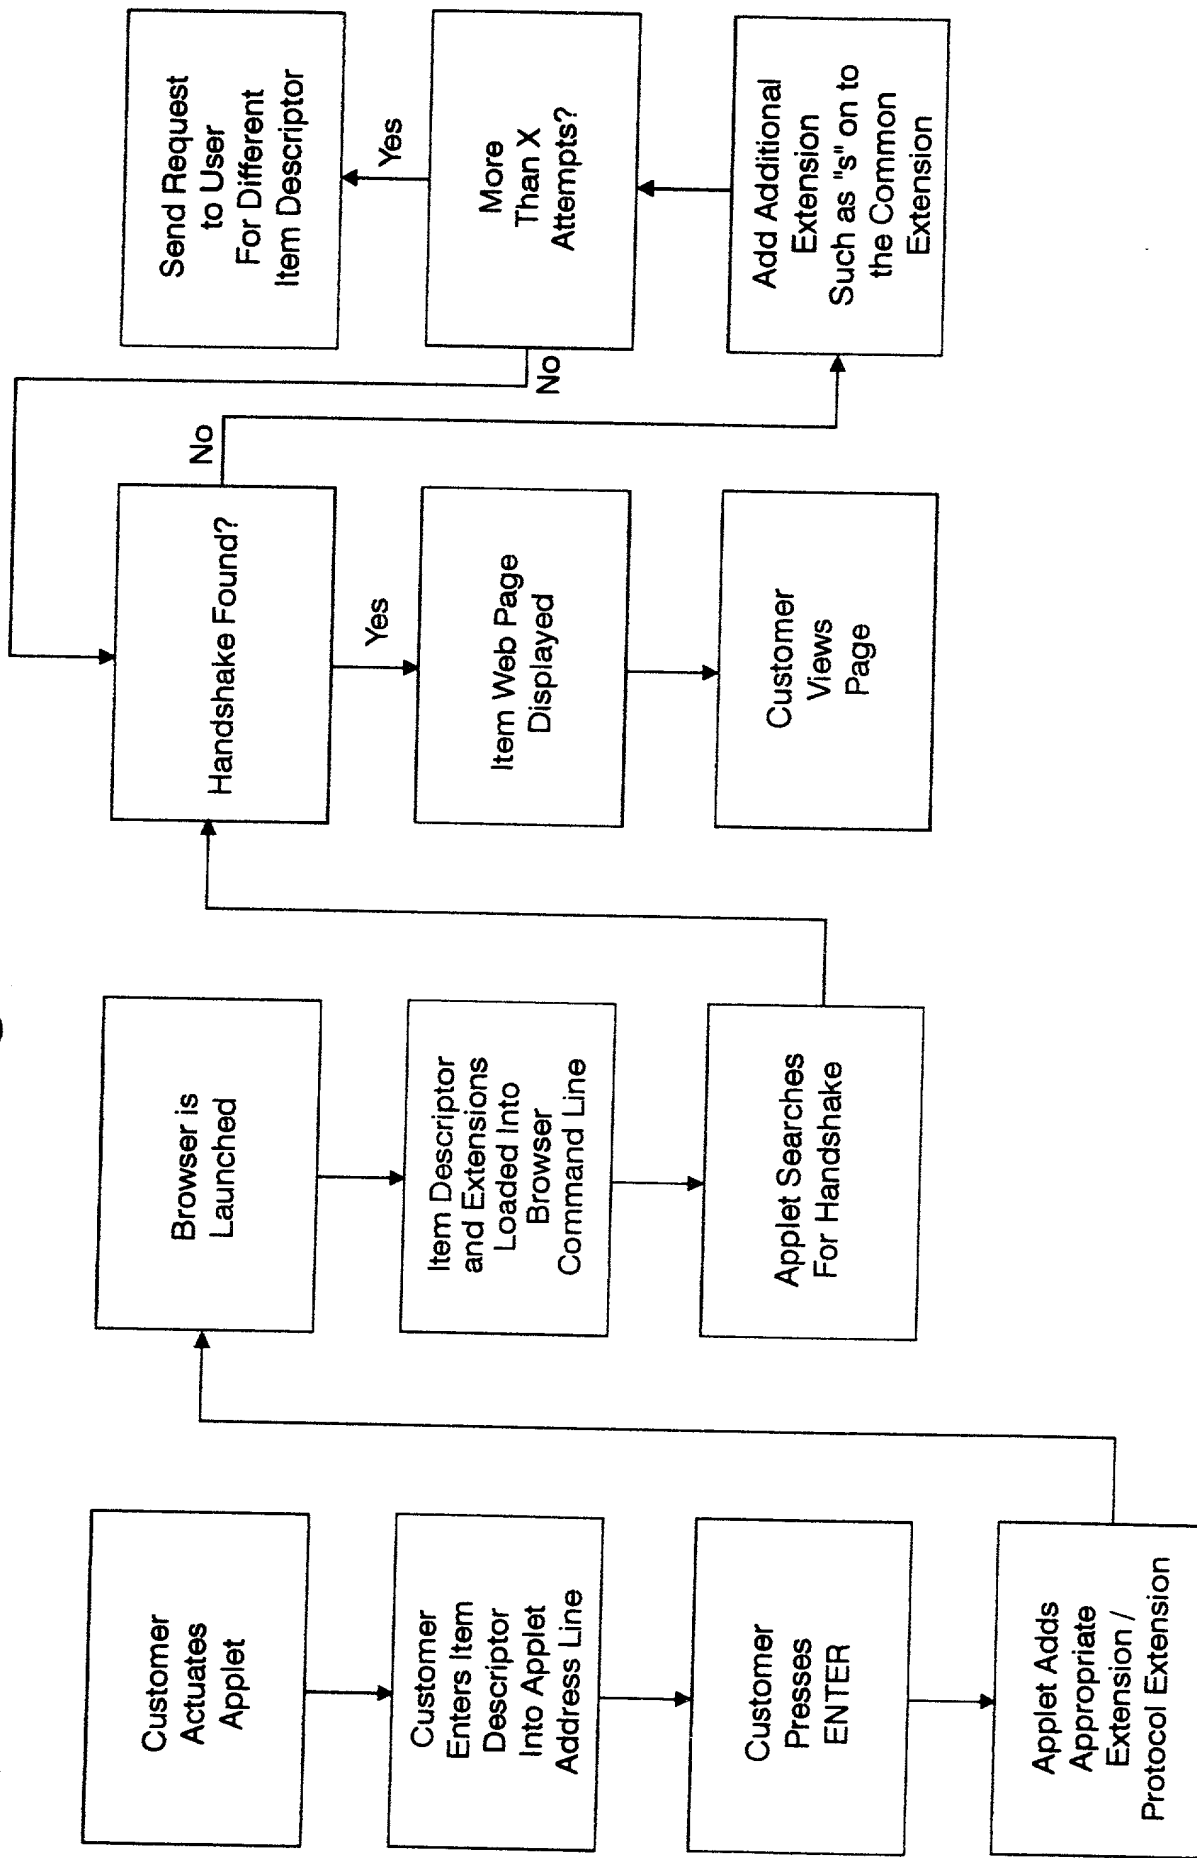 Customer
Actuates
Applet
Customer
Enters Item
Descriptor
Into Applet
Address Line
Customer
Presses
ENTER
Applet Adds
Appropriate
Extension /
Protocol Extension
Browser is
Launched
Item Descriptor
and Extensions
Loaded Into
Browser
Command Line
Applet Searches
For Handshake
Handshake Found?
No
Yes
Item Web Page
Displayed
Customer
Views
Page
Send Request
to User
For Different
Item Descriptor
Yes
More
Than X
Attempts?
No
Add Additional
Extension
Such as "s" on to
the Common
Extension